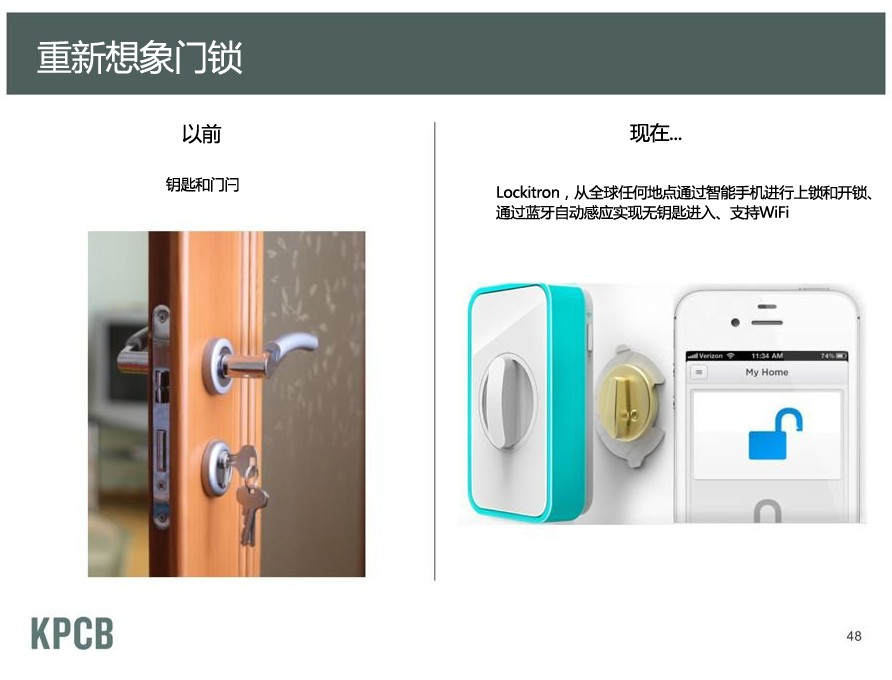 重新想象门锁
以前
现在...
钥匙和门闩
Lockitron，从全球任何地点通过智能手机进行上锁和开锁、
通过蓝牙自动感应实现无钥匙进入、支持WiFi
Verizon
11:34 AM
74%
My Home
KPCB
48